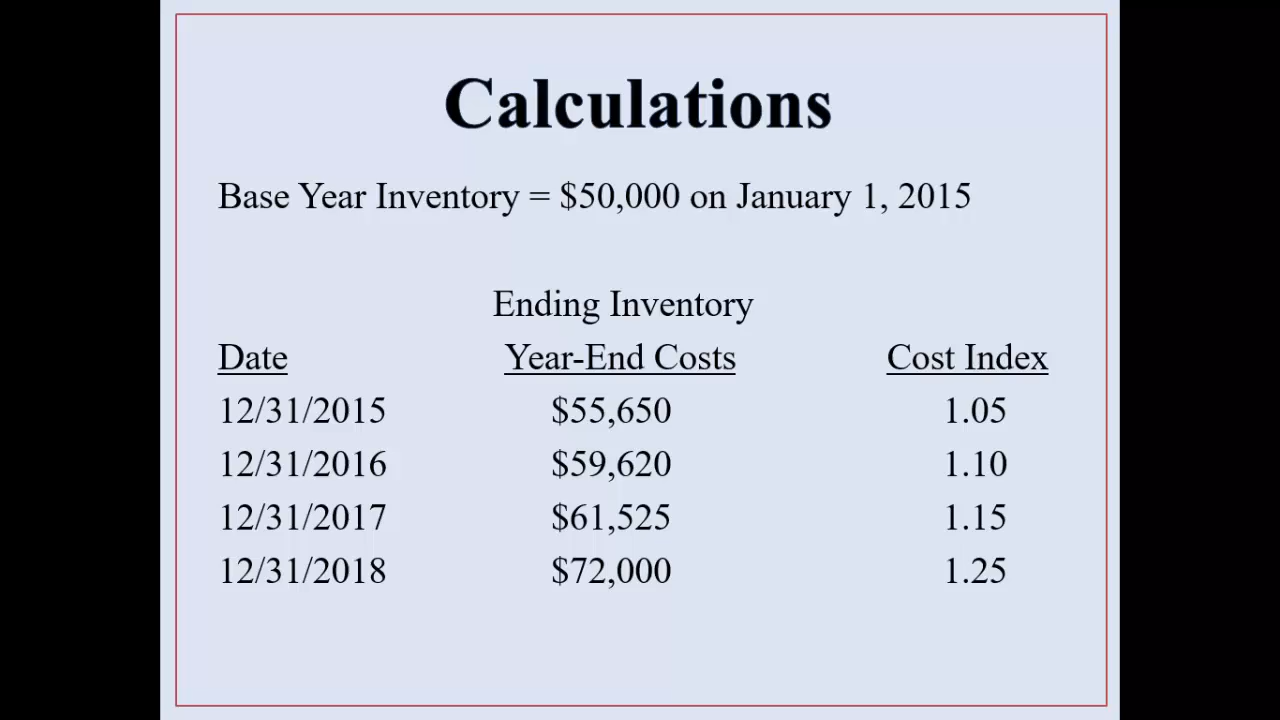 Calculations
Base Year Inventory = $50,000 on January 1, 2015
Ending Inventory
Date Year-End Costs Cost Index
12/31/2015 $55,650 1.05
12/31/2016 $59,620 1.10
12/31/2017 $61,525 1.15
12/31/2018 $72,000 1.25